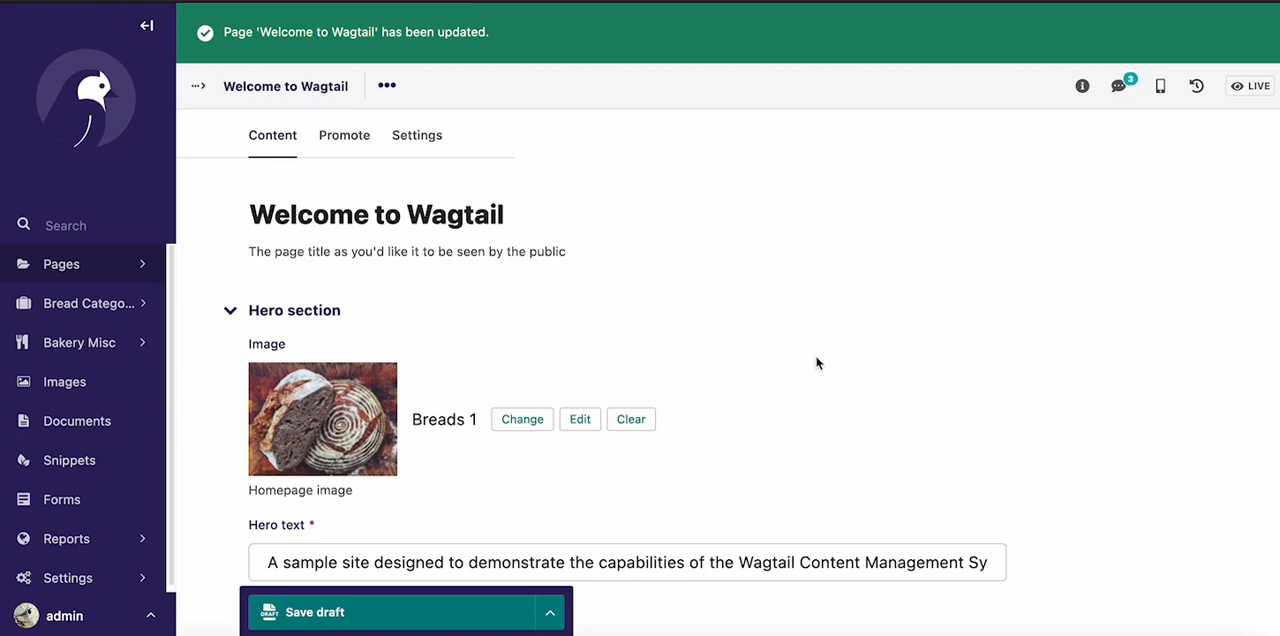 Page 'Welcome to Wagtail' has been updated.
Welcome to Wagtail
3
LIVE
Search
Pages
Bread Catego...
Bakery Misc
Images
Documents
Snippets
Forms
Reports
Settings
admin
Content Promote Settings
Welcome to Wagtail
The page title as you'd like it to be seen by the public
Hero section
Image
Breads 1 Change Edit Clear
Homepage image
Hero text *
A sample site designed to demonstrate the capabilities of the Wagtail Content Management Sy
DRAFT Save draft